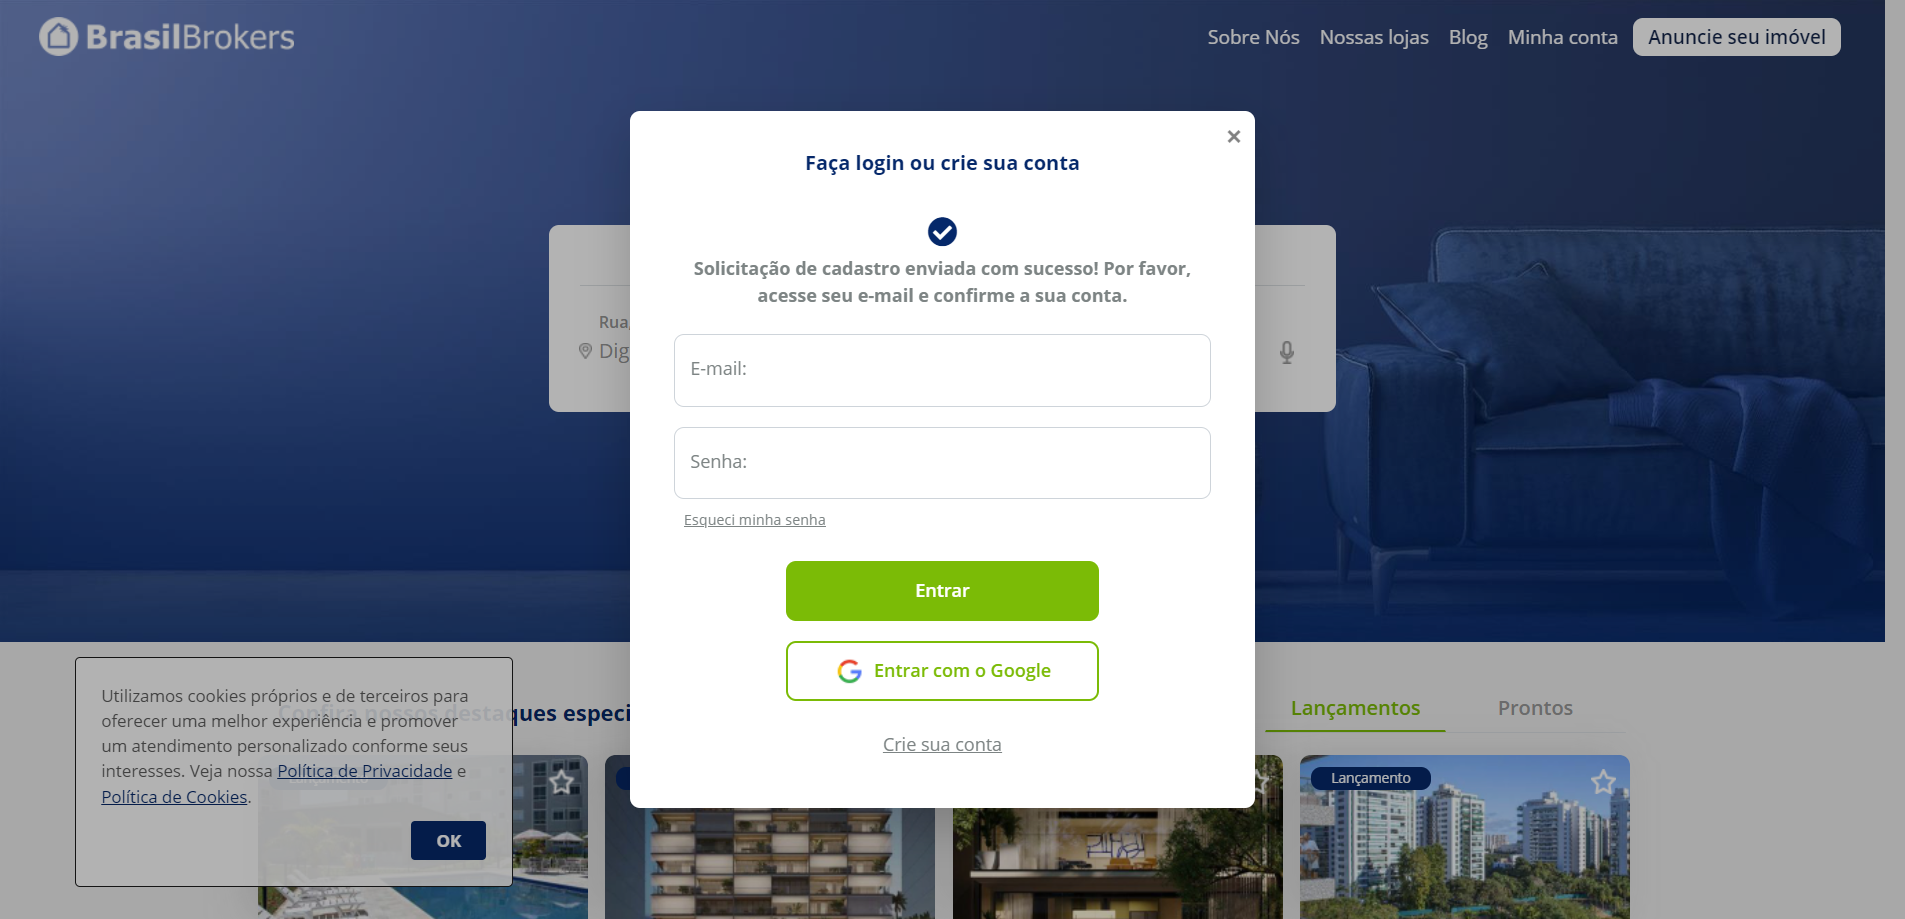 BrasilBrokers
Sobre Nós
Nossas lojas
Blog
Minha conta
Anuncie seu imóvel
×
Faça login ou crie sua conta
Solicitação de cadastro enviada com sucesso! Por favor,
acesse seu e-mail e confirme a sua conta.
Rua,
Dig
E-mail:
Senha:
Esqueci minha senha
Entrar
Entrar com o Google
Crie sua conta
Confira nossos destaques especi
Lançamentos
Prontos
Utilizamos cookies próprios e de terceiros para
oferecer uma melhor experiência e promover
um atendimento personalizado conforme seus
interesses. Veja nossa Política de Privacidade e
Política de Cookies.
OK
Lançamento